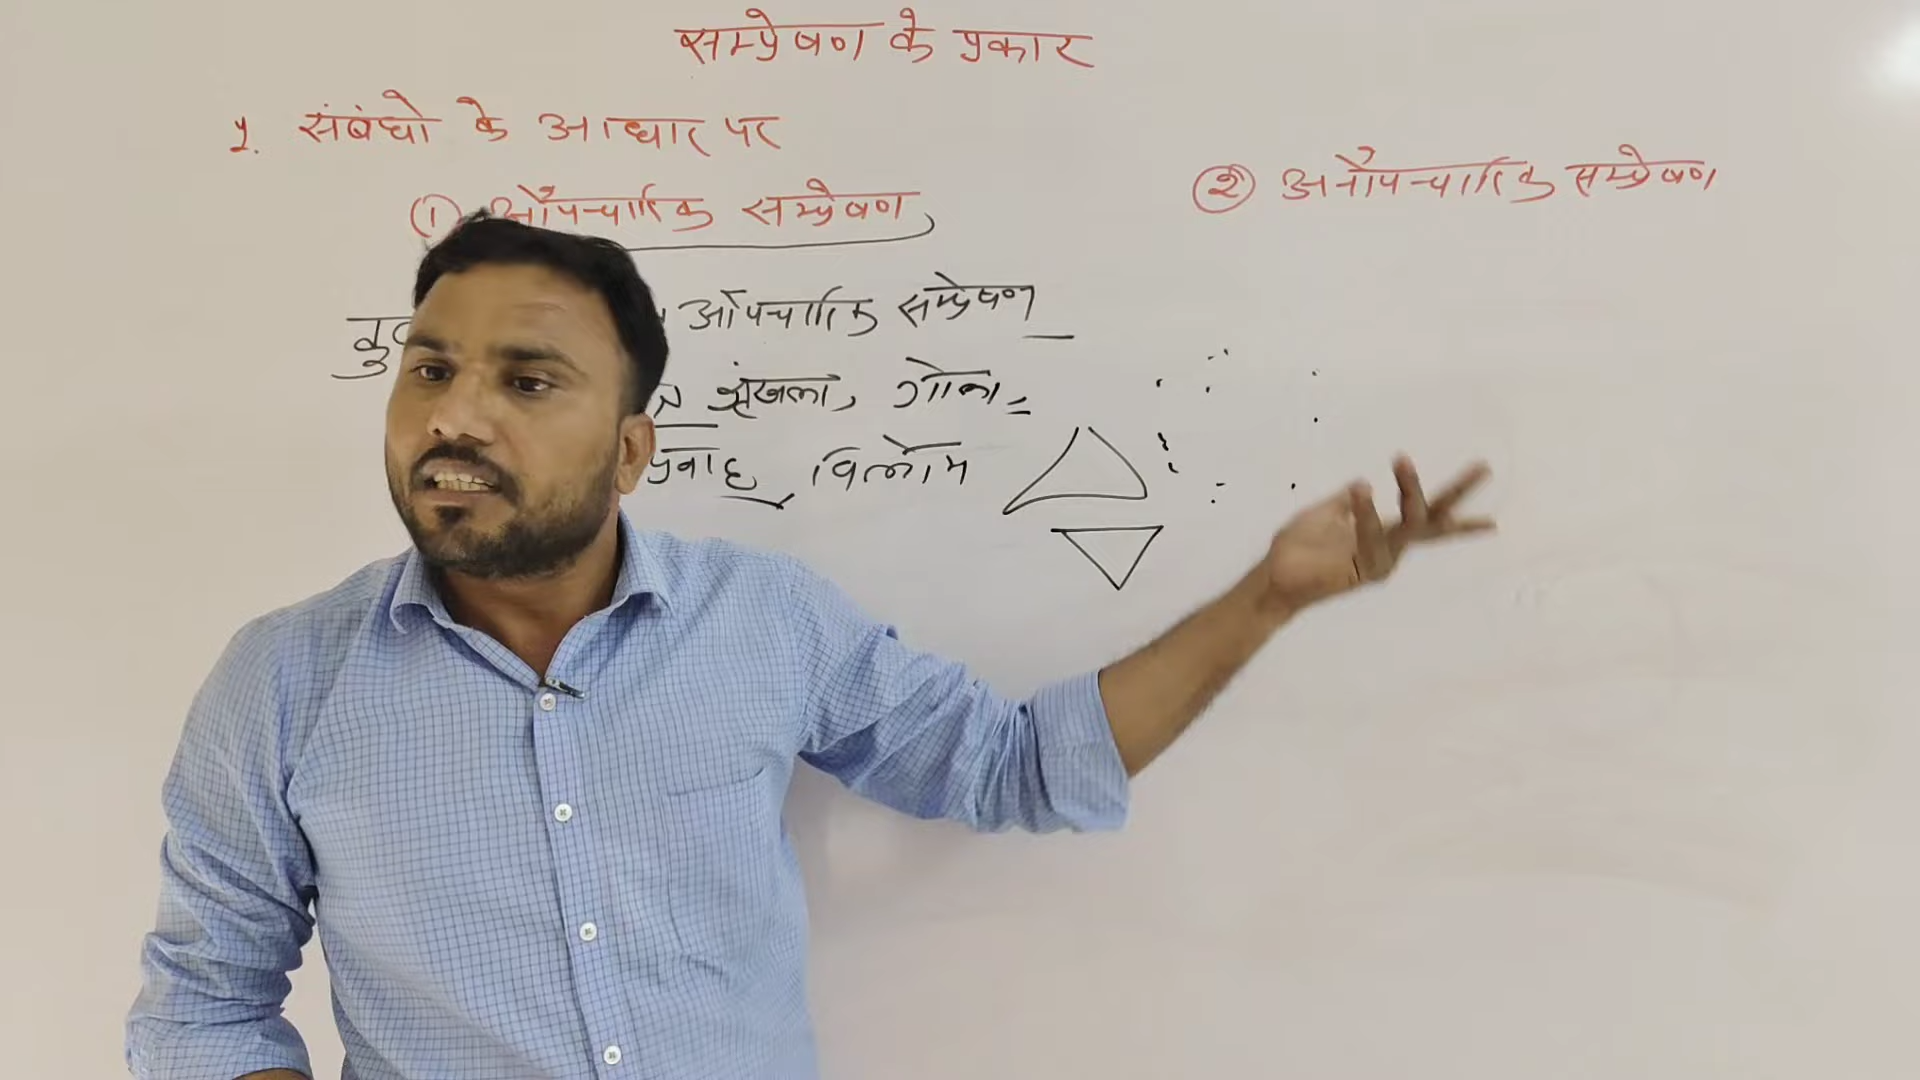 सम्प्रेषण के प्रकार
1. संबंधो के आधार पर
① औपचारिक सम्प्रेषण
② अनौपचारिक सम्प्रेषण
औपचारिक सम्प्रेषण
श्रृंखला, गोला
प्रवाह, विलोम